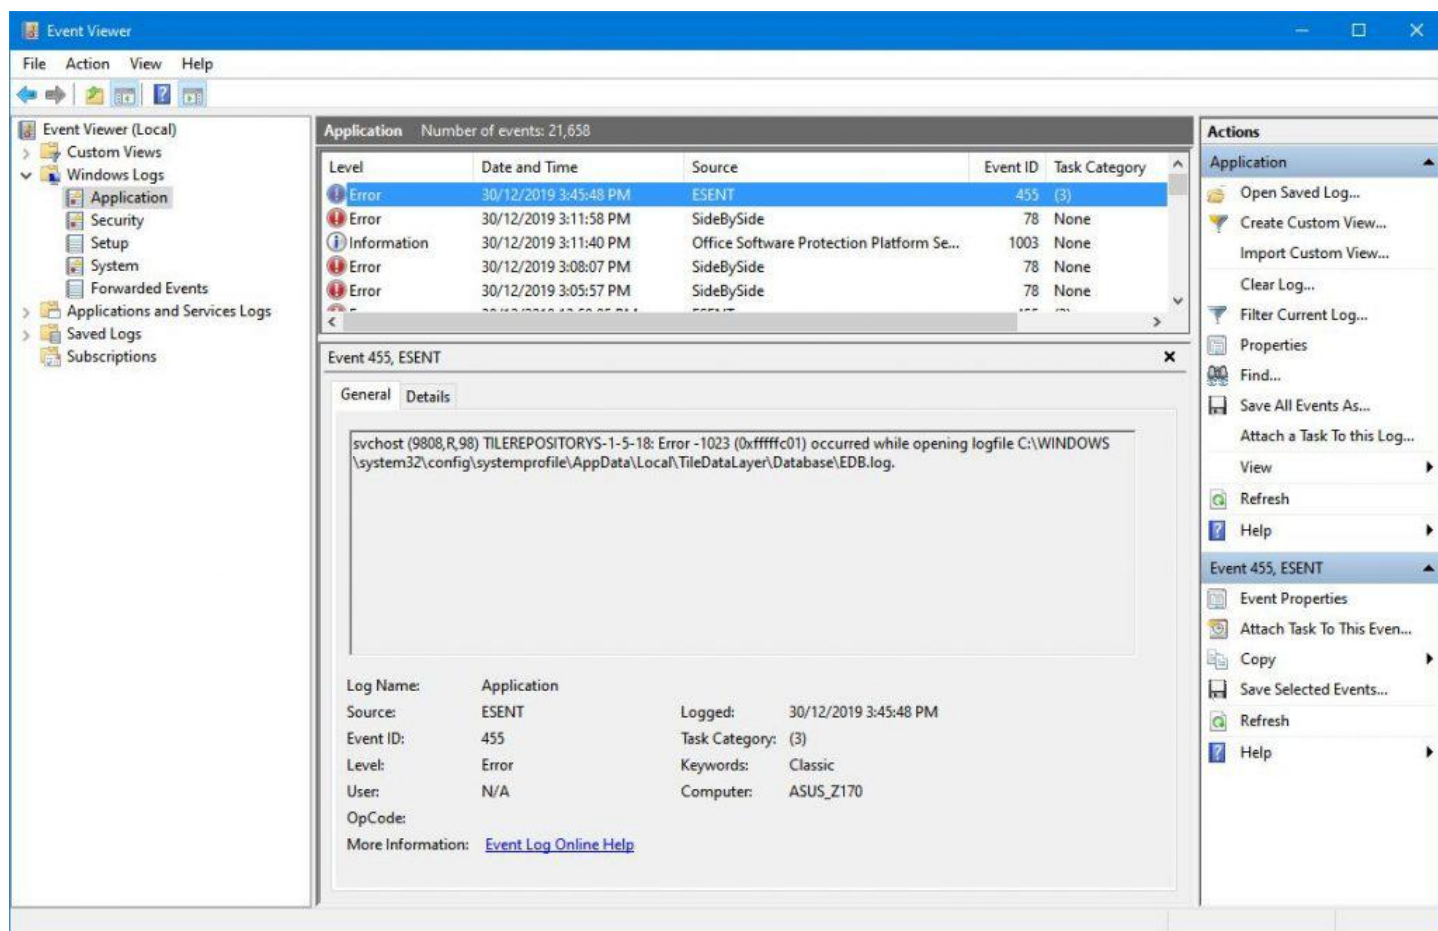 Event Viewer
File Action View Help
Event Viewer (Local)
Custom Views
Windows Logs
Application
Security
Setup
System
Forwarded Events
Applications and Services Logs
Saved Logs
Subscriptions
Application Number of events: 21,658
Level Date and Time Source Event ID Task Category
Error 30/12/2019 3:45:48 PM ESENT 455 (3)
Error 30/12/2019 3:11:58 PM SideBySide 78 None
Information 30/12/2019 3:11:40 PM Office Software Protection Platform Se... 1003 None
Error 30/12/2019 3:08:07 PM SideBySide 78 None
Error 30/12/2019 3:05:57 PM SideBySide 78 None
Event 455, ESENT
General Details
svchost (9808,R,98) TILEREPOSITORYS-1-5-18: Error -1023 (0xfffffc01) occurred while opening logfile C:\WINDOWS
\system32\config\systemprofile\AppData\Local\TileDataLayer\Database\EDB.log.
Log Name: Application
Source: ESENT Logged: 30/12/2019 3:45:48 PM
Event ID: 455 Task Category: (3)
Level: Error Keywords: Classic
User: N/A Computer: ASUS_Z170
OpCode:
More Information: Event Log Online Help
Actions
Application
Open Saved Log...
Create Custom View...
Import Custom View...
Clear Log...
Filter Current Log...
Properties
Find...
Save All Events As...
Attach a Task To this Log...
View
Refresh
Help
Event 455, ESENT
Event Properties
Attach Task To This Even...
Copy
Save Selected Events...
Refresh
Help